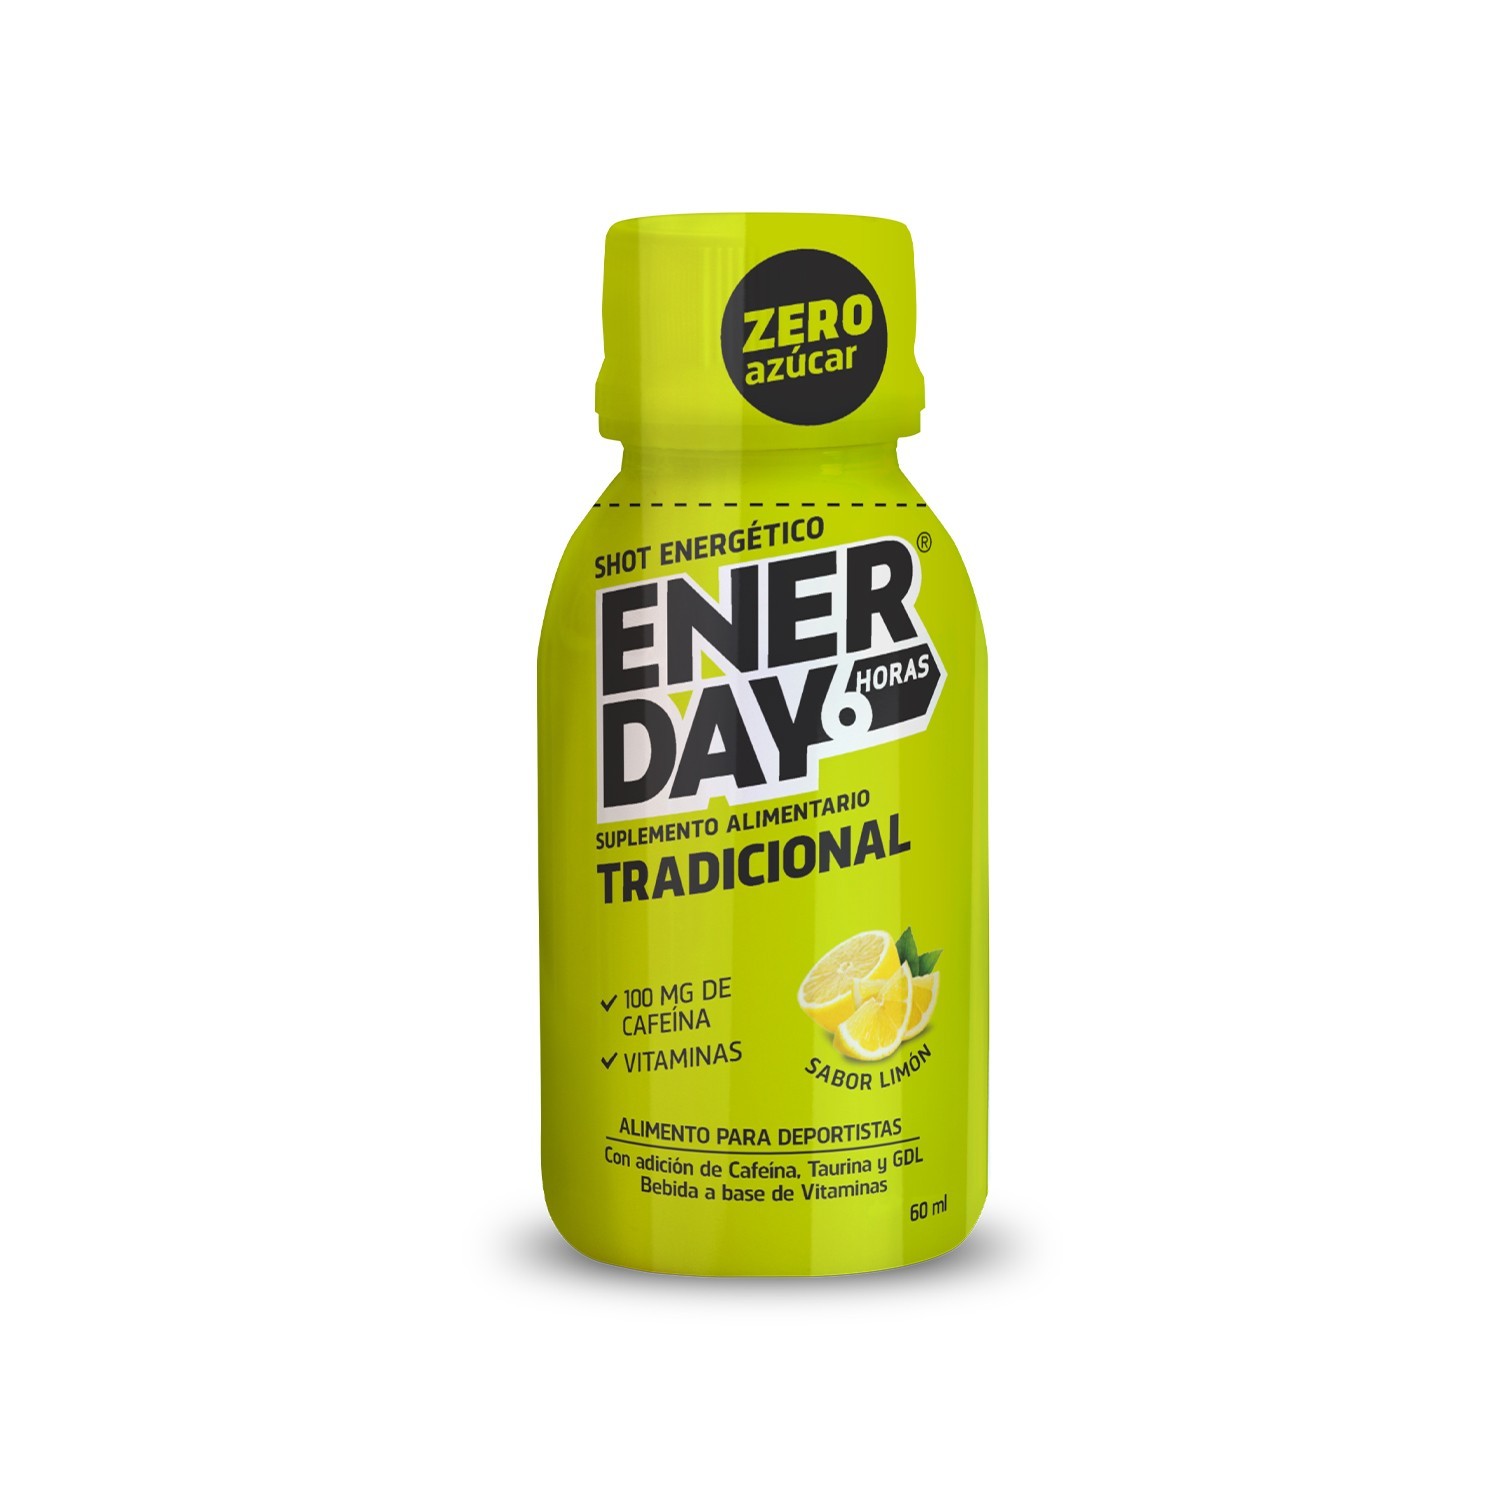 ZERO
azúcar
SHOT ENERGÉTICO
ENER®
DAY 6 HORAS
SUPLEMENTO ALIMENTARIO
TRADICIONAL
✓ 100 MG DE
CAFEÍNA
✓ VITAMINAS
SABOR LIMÓN
ALIMENTO PARA DEPORTISTAS
Con adición de Cafeína, Taurina y GDL
Bebida a base de Vitaminas
60 ml